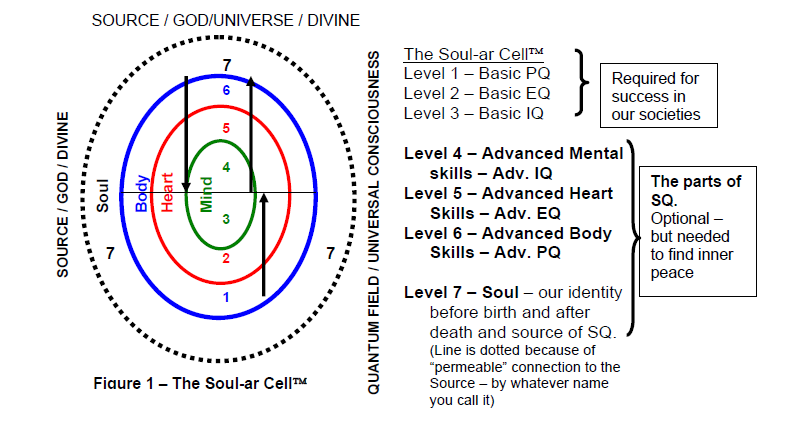 SOURCE / GOD/UNIVERSE / DIVINE
SOURCE / GOD / DIVINE
Soul
Body
Heart
Mind
7
6
5
4
3
2
1
7
7
QUANTUM FIELD / UNIVERSAL CONSCIOUSNESS
Figure 1 – The Soul-ar Cell™
The Soul-ar Cell™
Level 1 – Basic PQ
Level 2 – Basic EQ
Level 3 – Basic IQ
Required for
success in
our societies
Level 4 – Advanced Mental
skills – Adv. IQ
Level 5 – Advanced Heart
Skills – Adv. EQ
Level 6 – Advanced Body
Skills – Adv. PQ
Level 7 – Soul – our identity
before birth and after
death and source of SQ.
(Line is dotted because of
“permeable” connection to the
Source – by whatever name
you call it)
The parts of
SQ.
Optional –
but needed
to find inner
peace